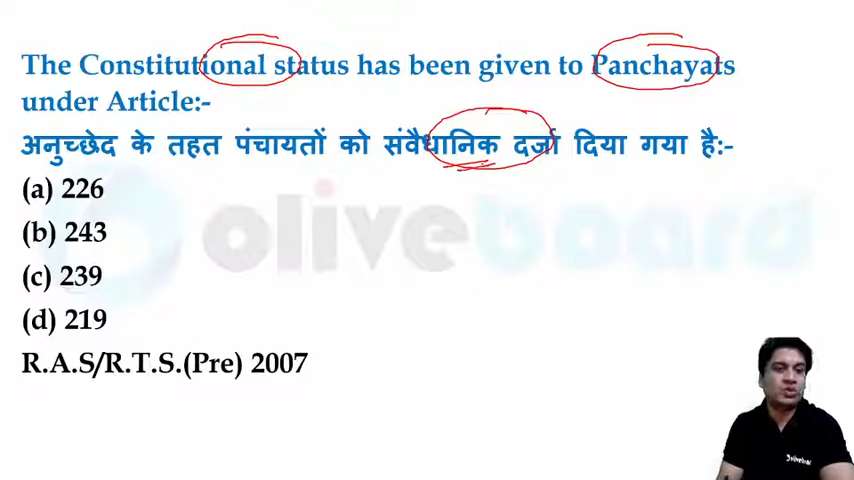 The Constitutional status has been given to Panchayats
under Article:-
अनुच्छेद के तहत पंचायतों को संवैधानिक दर्जा दिया गया है:-
(a) 226
(b) 243
(c) 239
(d) 219
R.A.S/R.T.S.(Pre) 2007
oliveboard
oliveboard